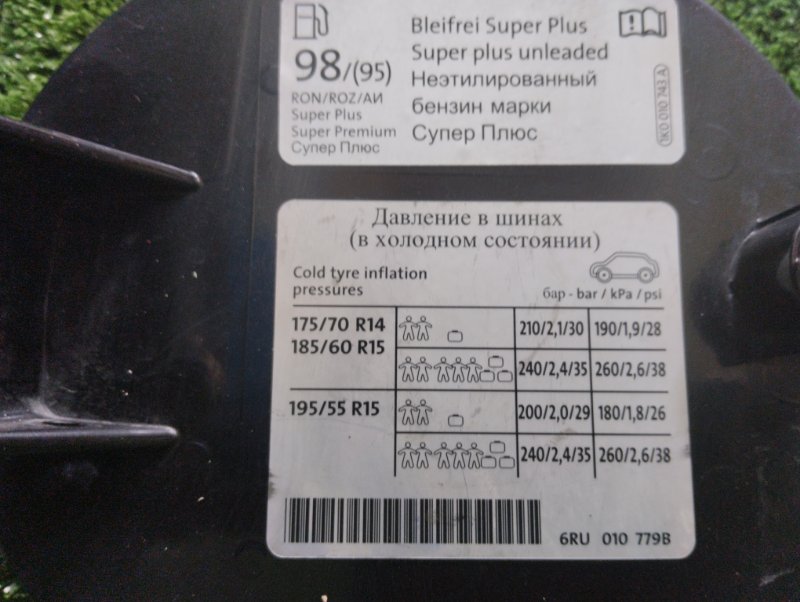 98/(95)
RON/ROZ/АИ
Super Plus
Super Premium
Супер Плюс
Bleifrei Super Plus
Super plus unleaded
Неэтилированный
бензин марки
Супер Плюс
1K0 010 743 A
Давление в шинах
(в холодном состоянии)
Cold tyre inflation
pressures
бар - bar / kPa / psi
175/70 R14
185/60 R15
210/2,1/30 190/1,9/28
240/2,4/35 260/2,6/38
195/55 R15
200/2,0/29 180/1,8/26
240/2,4/35 260/2,6/38
6RU 010 779B